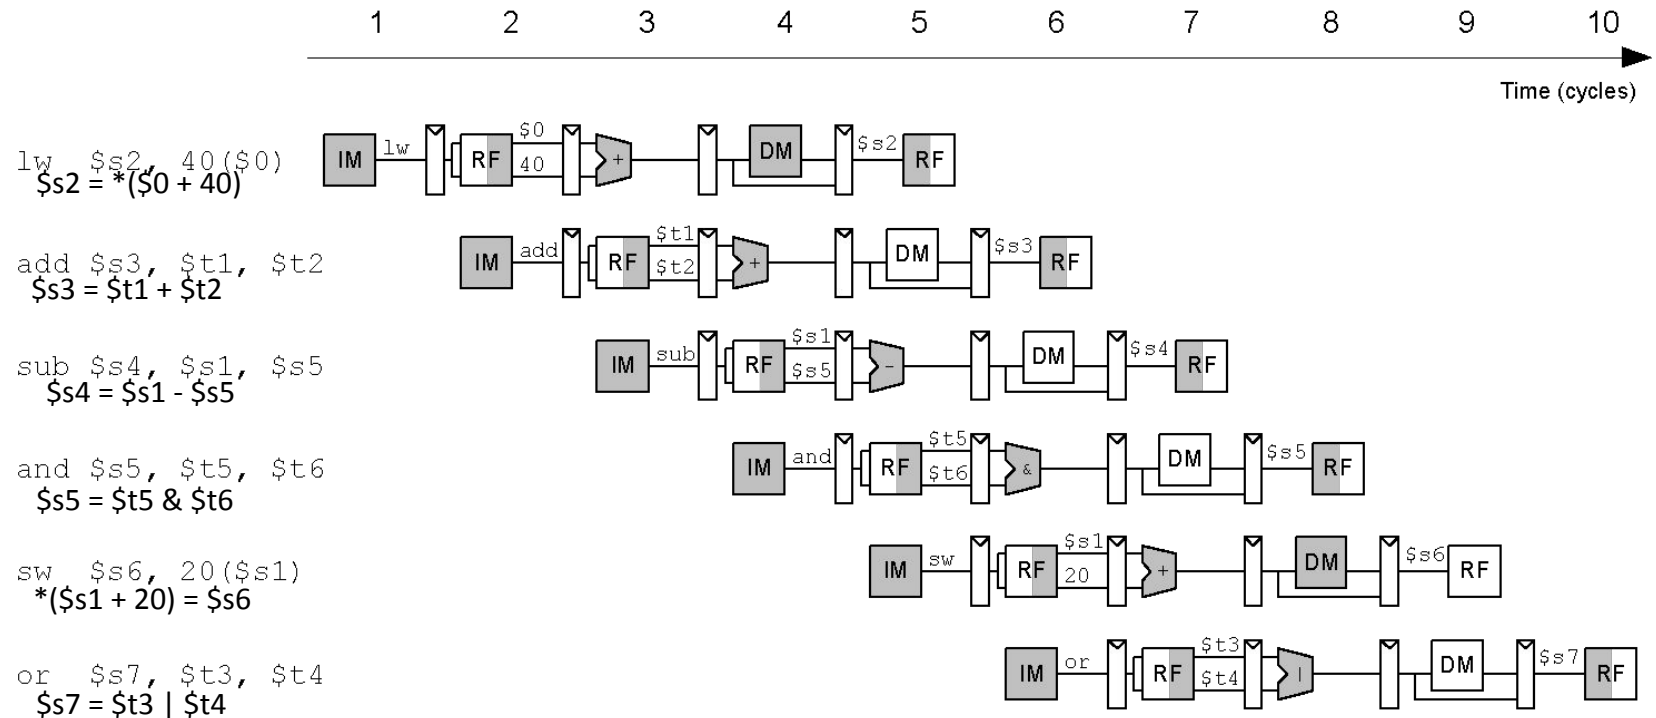 1 2 3 4 5 6 7 8 9 10
Time (cycles)
lw $s2, 40($0)
$s2 = *($0 + 40)
IM lw RF $0 40 + DM $s2 RF
add $s3, $t1, $t2
$s3 = $t1 + $t2
IM add RF $t1 $t2 + DM $s3 RF
sub $s4, $s1, $s5
$s4 = $s1 - $s5
IM sub RF $s1 $s5 - DM $s4 RF
and $s5, $t5, $t6
$s5 = $t5 & $t6
IM and RF $t5 $t6 & DM $s5 RF
sw $s6, 20($s1)
*($s1 + 20) = $s6
IM sw RF $s1 20 + DM $s6 RF
or $s7, $t3, $t4
$s7 = $t3 | $t4
IM or RF $t3 $t4 | DM $s7 RF